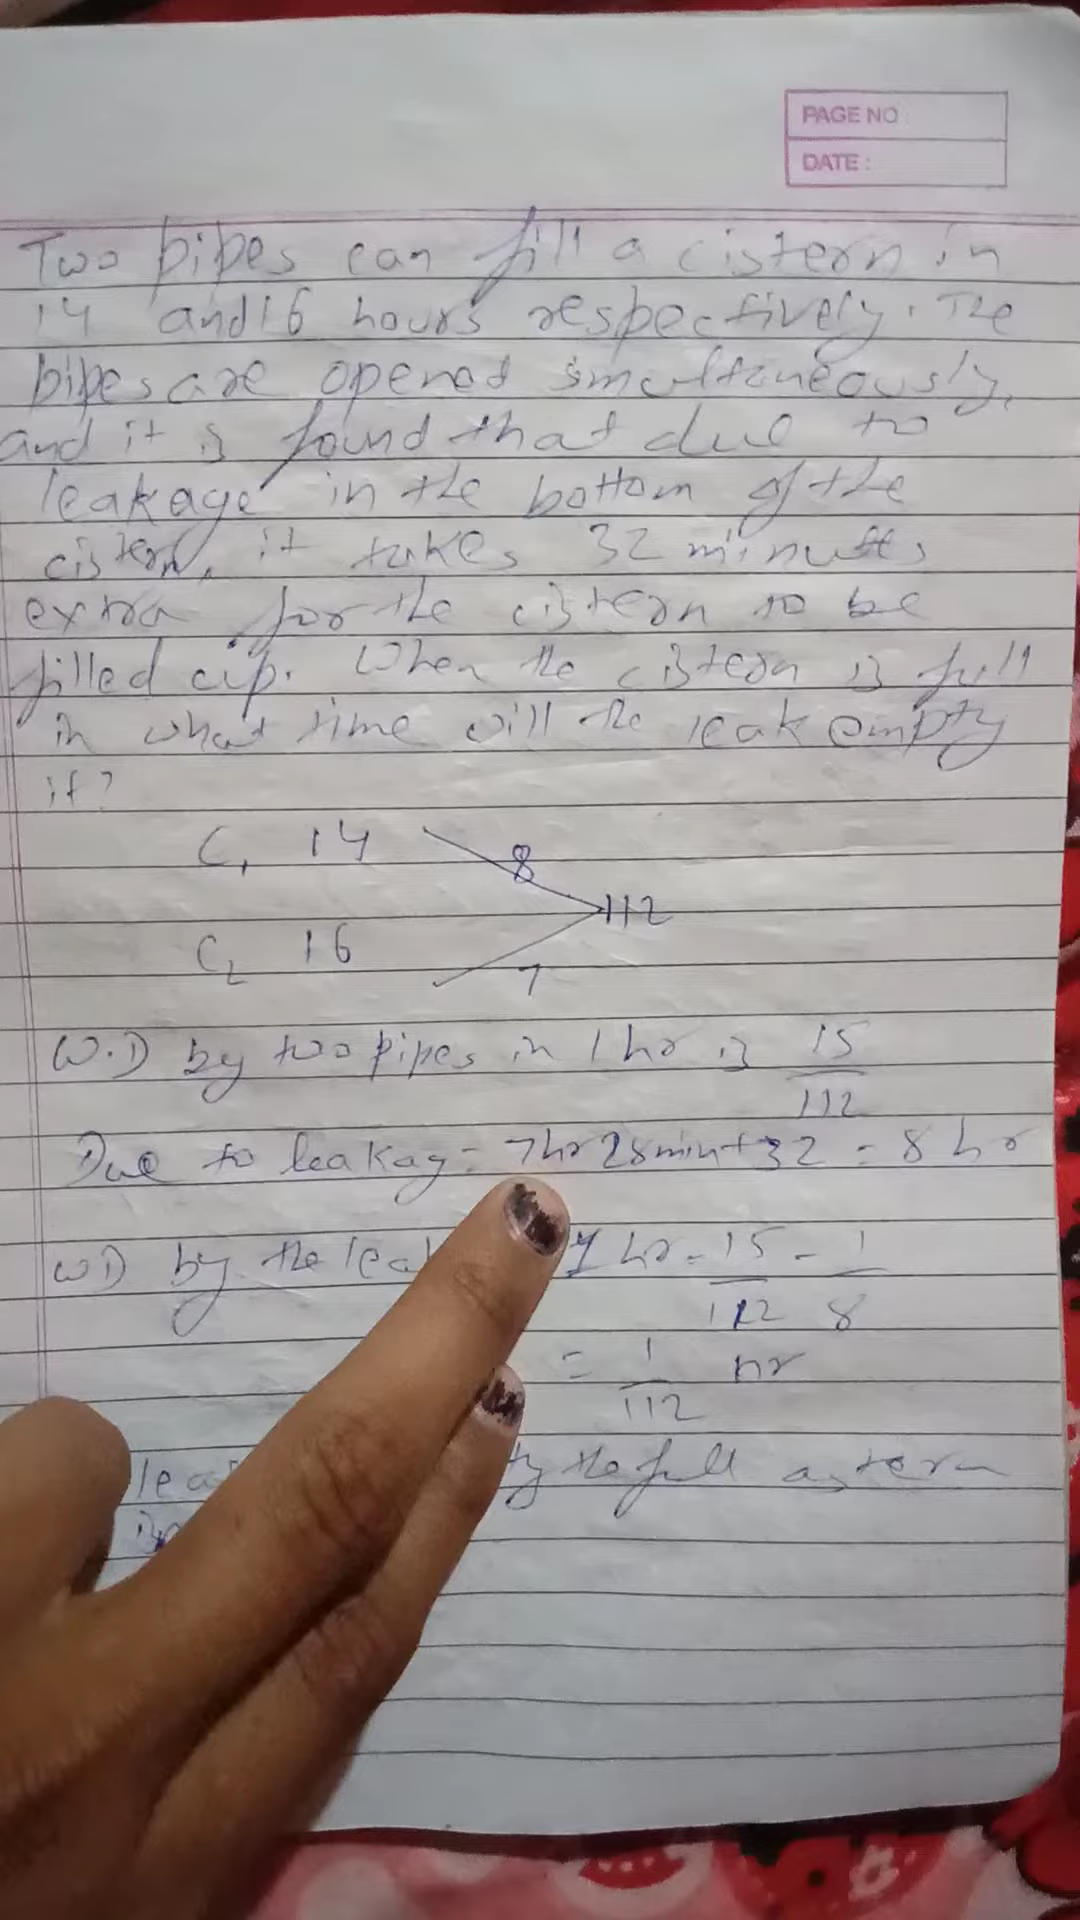 PAGE NO
DATE :
Two pipes can fill a cistern in
14 and 16 hours respectively. The
pipes are opened simultaneously,
and it is found that due to
leakage in the bottom of the
cistern, it takes 32 minutes
extra for the cistern to be
filled up. When the cistern is full
in what time will the leak empty
it?
C1 14
8
112
C2 16
7
W.D by two pipes in 1 hr is 15/112
Due to leakag = 7hr 28min + 32 = 8 hr
WD by the 1 hr = 15/112 - 1/8
= 1/112 hr
the full